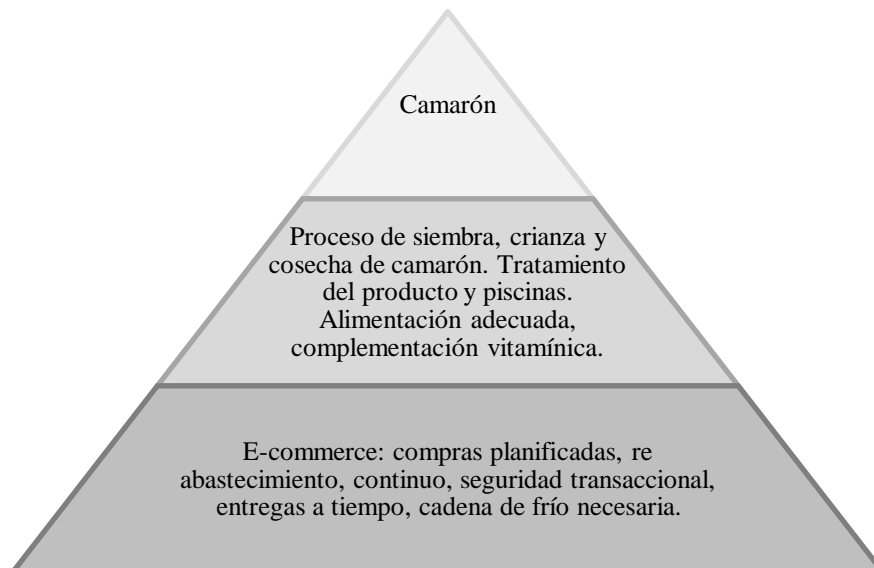 Camarón
Proceso de siembra, crianza y
cosecha de camarón. Tratamiento
del producto y piscinas.
Alimentación adecuada,
complementación vitamínica.
E-commerce: compras planificadas, re
abastecimiento, continuo, seguridad transaccional,
entregas a tiempo, cadena de frío necesaria.